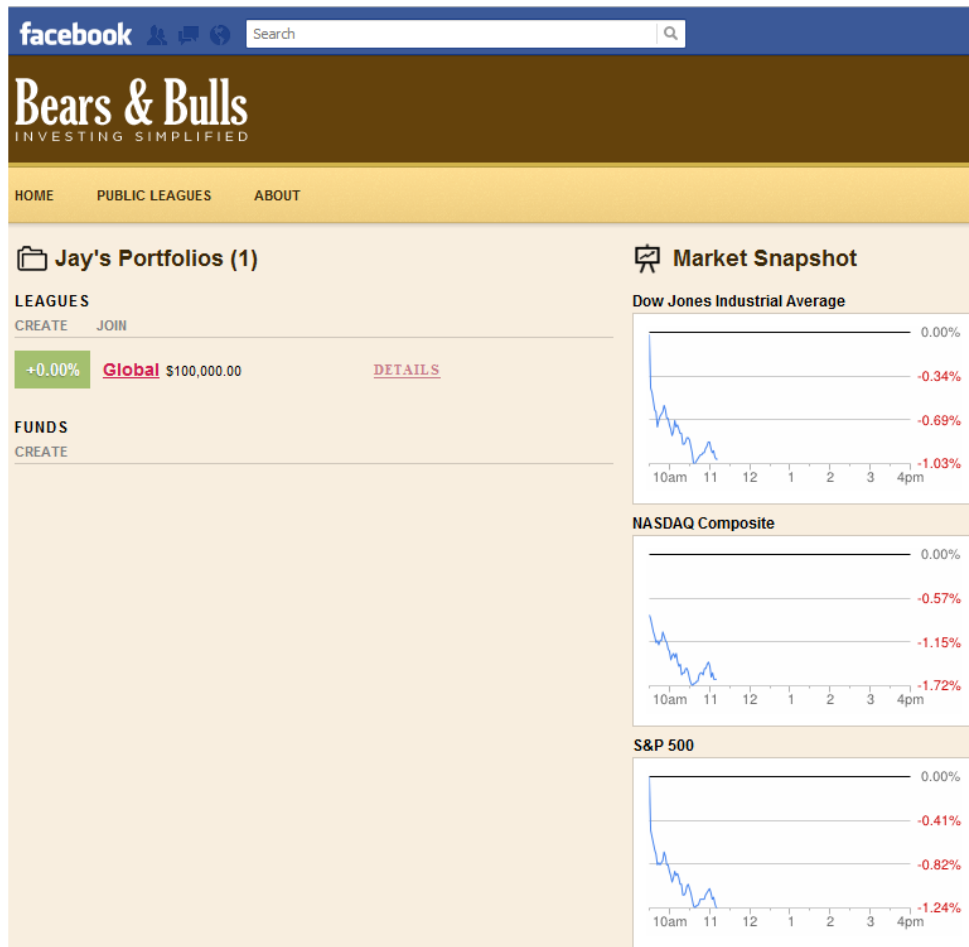 facebook Search
Bears & Bulls
INVESTING SIMPLIFIED
HOME PUBLIC LEAGUES ABOUT
Jay's Portfolios (1)
LEAGUES
CREATE JOIN
+0.00% Global $100,000.00 DETAILS
FUNDS
CREATE
Market Snapshot
Dow Jones Industrial Average
0.00%
-0.34%
-0.69%
-1.03%
10am 11 12 1 2 3 4pm
NASDAQ Composite
0.00%
-0.57%
-1.15%
-1.72%
10am 11 12 1 2 3 4pm
S&P 500
0.00%
-0.41%
-0.82%
-1.24%
10am 11 12 1 2 3 4pm